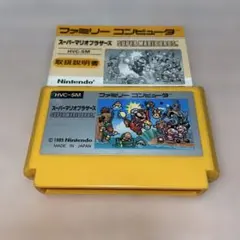 ファミリー コンピュータ
HVC-SM
スーパーマリオブラザーズ
SUPER MARIO BROS.
取扱説明書
Nintendo
HVC-SM
ファミリー コンピュータ
スーパーマリオブラザーズ
SUPER MARIO BROS.
© 1985 Nintendo
MADE IN JAPAN